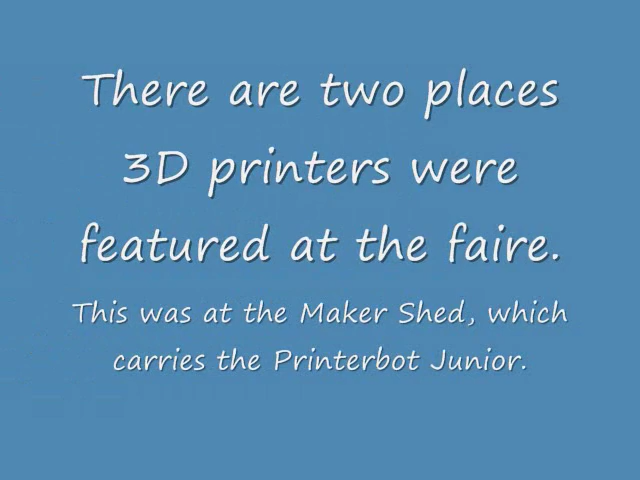 There are two places
3D printers were
featured at the faire.
This was at the Maker Shed, which
carries the Printerbot Junior.